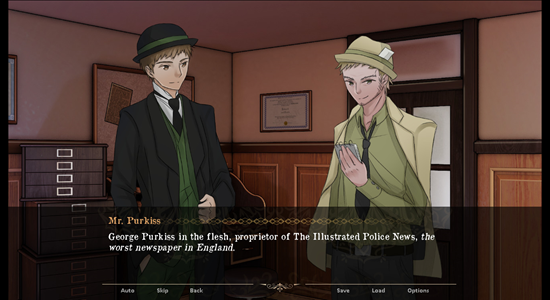 Mr. Purkiss
George Purkiss in the flesh, proprietor of The Illustrated Police News, the
worst newspaper in England.
Auto Skip Back Save Load Options